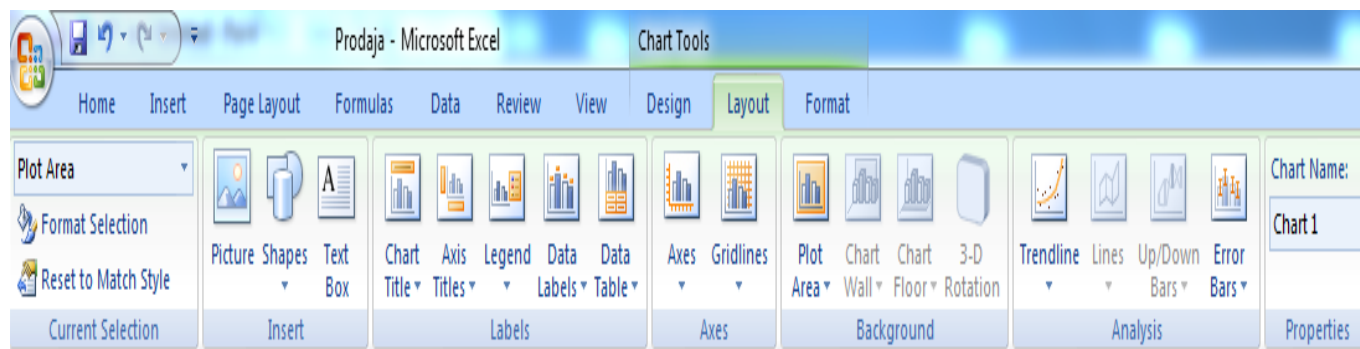 Prodaja - Microsoft Excel
Chart Tools
Home Insert Page Layout Formulas Data Review View Design Layout Format
Plot Area
Format Selection
Reset to Match Style
Current Selection
Picture
Shapes
Text
Box
Insert
Chart
Title
Axis
Titles
Legend
Data
Labels
Data
Table
Labels
Axes
Gridlines
Axes
Plot
Area
Chart
Wall
Chart
Floor
3-D
Rotation
Background
Trendline
Lines
Up/Down
Bars
Error
Bars
Analysis
Chart Name:
Chart 1
Properties